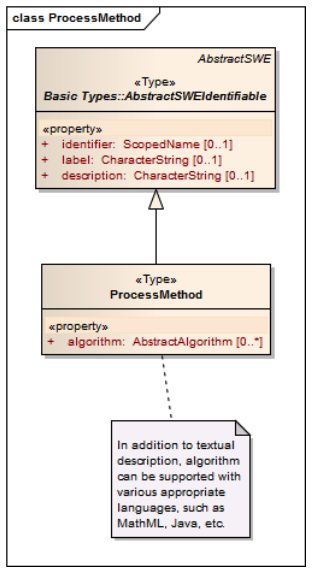 class ProcessMethod
AbstractSWE
«Type»
Basic Types::AbstractSWEIdentifiable
«property»
+ identifier: ScopedName [0..1]
+ label: CharacterString [0..1]
+ description: CharacterString [0..1]
«Type»
ProcessMethod
«property»
+ algorithm: AbstractAlgorithm [0..*]
In addition to textual
description, algorithm
can be supported with
various appropriate
languages, such as
MathML, Java, etc.